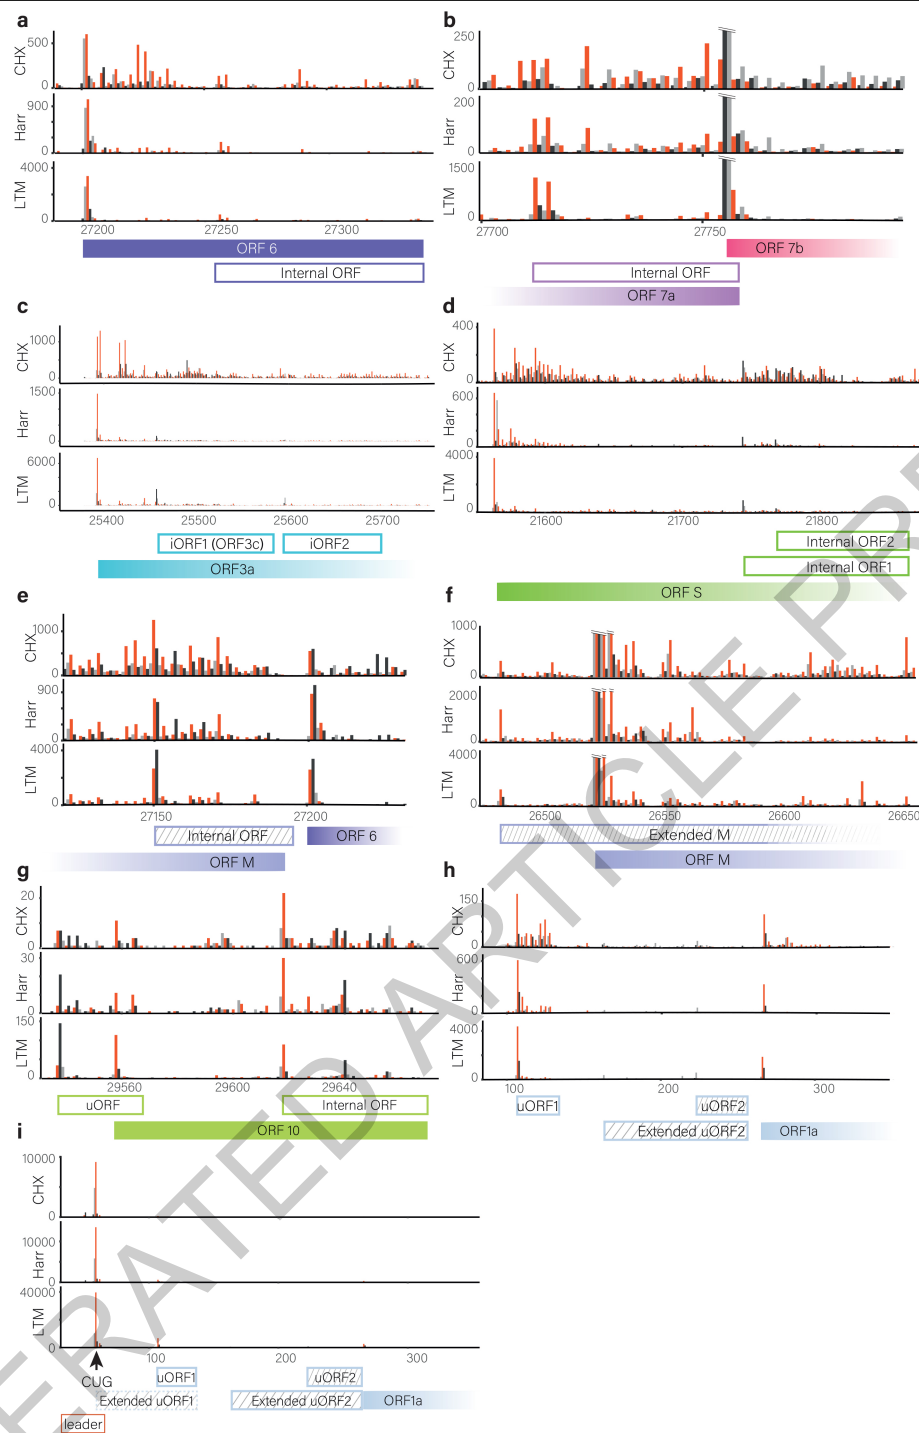 a
CHX
500
0
Harr
900
0
LTM
4000
0
27200 27250 27300
ORF 6
Internal ORF
b
CHX
250
0
Harr
200
0
LTM
1500
0
27700 27750
ORF 7b
Internal ORF
ORF 7a
c
CHX
1000
0
Harr
1500
0
LTM
6000
0
25400 25500 25600 25700
iORF1 (ORF3c) iORF2
ORF3a
d
CHX
400
0
Harr
600
0
LTM
4000
0
21600 21700 21800
Internal ORF2
Internal ORF1
ORF S
e
CHX
1000
0
Harr
900
0
LTM
4000
0
27150 27200
Internal ORF ORF 6
ORF M
f
CHX
1000
0
Harr
2000
0
LTM
4000
0
26500 26550 26600 26650
Extended M
ORF M
g
CHX
20
0
Harr
30
0
LTM
150
0
29560 29600 29640
uORF Internal ORF
ORF 10
h
CHX
150
0
Harr
600
0
LTM
4000
0
100 200 300
uORF1 uORF2
Extended uORF2 ORF1a
i
CHX
10000
0
Harr
10000
0
LTM
40000
0
100 200 300
CUG uORF1 uORF2
Extended uORF1 Extended uORF2 ORF1a
leader
ERATED ARTICLE PRE